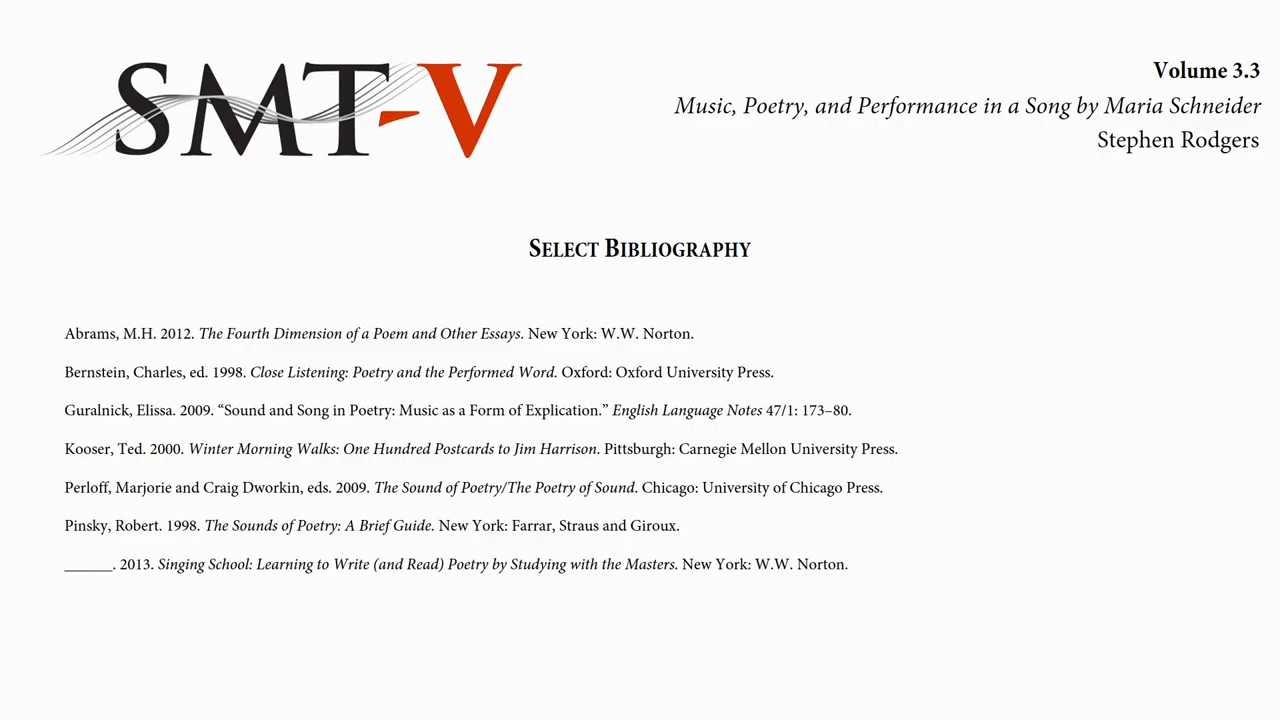 SMT-V
Volume 3.3
Music, Poetry, and Performance in a Song by Maria Schneider
Stephen Rodgers
SELECT BIBLIOGRAPHY
Abrams, M.H. 2012. The Fourth Dimension of a Poem and Other Essays. New York: W.W. Norton.
Bernstein, Charles, ed. 1998. Close Listening: Poetry and the Performed Word. Oxford: Oxford University Press.
Guralnick, Elissa. 2009. “Sound and Song in Poetry: Music as a Form of Explication.” English Language Notes 47/1: 173–80.
Kooser, Ted. 2000. Winter Morning Walks: One Hundred Postcards to Jim Harrison. Pittsburgh: Carnegie Mellon University Press.
Perloff, Marjorie and Craig Dworkin, eds. 2009. The Sound of Poetry/The Poetry of Sound. Chicago: University of Chicago Press.
Pinsky, Robert. 1998. The Sounds of Poetry: A Brief Guide. New York: Farrar, Straus and Giroux.
______. 2013. Singing School: Learning to Write (and Read) Poetry by Studying with the Masters. New York: W.W. Norton.